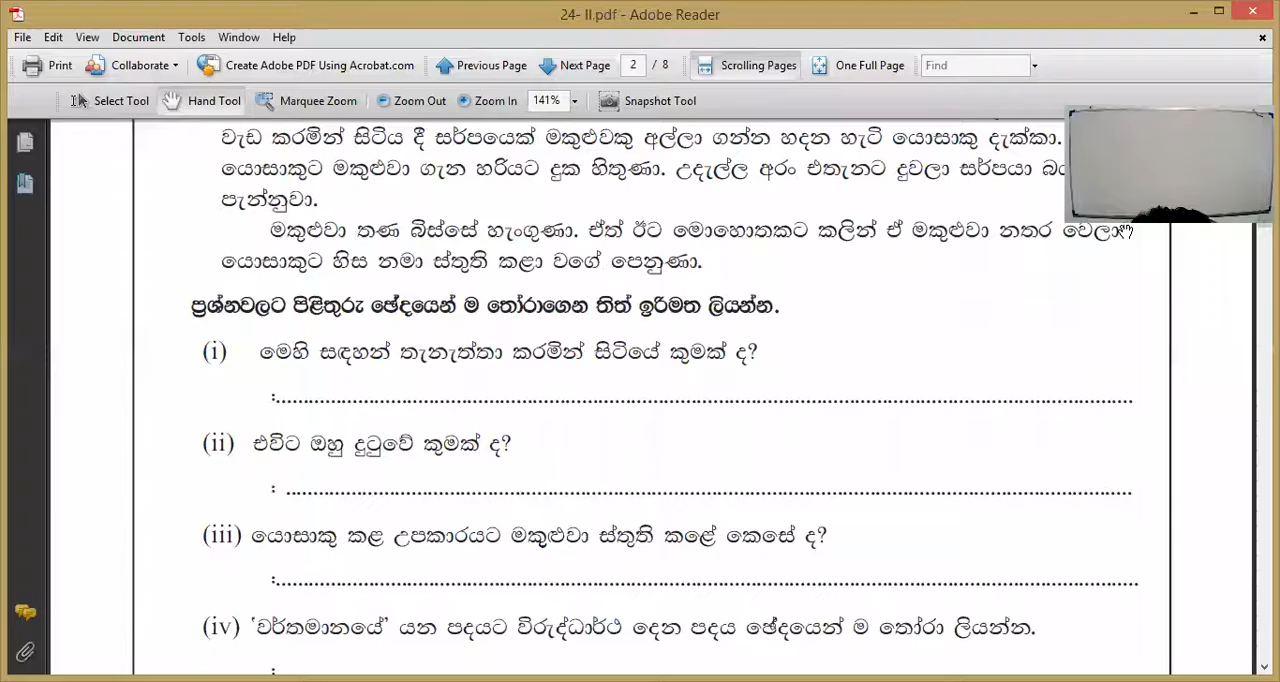 24- II.pdf - Adobe Reader
File Edit View Document Tools Window Help
Print Collaborate Create Adobe PDF Using Acrobat.com Previous Page Next Page 2 / 8 Scrolling Pages One Full Page Find
Select Tool Hand Tool Marquee Zoom Zoom Out Zoom In 141% Snapshot Tool
වැඩ කරමින් සිටිය දී සර්පයෙක් මකුළුවකු අල්ලා ගන්න හදන හැටි යොසාකු දැක්කා.
යොසාකුට මකුළුවා ගැන හරියට දුක හිතුණා. උදැල්ල අරං එතැනට දුවලා සර්පයා
පැන්නුවා.
මකුළුවා තණ බිස්සේ හැංගුණා. ඒත් ඊට මොහොතකට කලින් ඒ මකුළුවා නතර වෙලා
යොසාකුට හිස නමා ස්තුති කළා වගේ පෙනුණා.
ප්‍රශ්නවලට පිළිතුරු ඡේදයෙන් ම තෝරාගෙන තිත් ඉරිමත ලියන්න.
(i) මෙහි සඳහන් තැනැත්තා කරමින් සිටියේ කුමක් ද?
:..........................................................................................
(ii) එවිට ඔහු දුටුවේ කුමක් ද?
: ..........................................................................................
(iii) යොසාකු කළ උපකාරයට මකුළුවා ස්තුති කළේ කෙසේ ද?
:..........................................................................................
(iv) 'වර්තමානයේ' යන පදයට විරුද්ධාර්ථ දෙන පදය ඡේදයෙන් ම තෝරා ලියන්න.
: